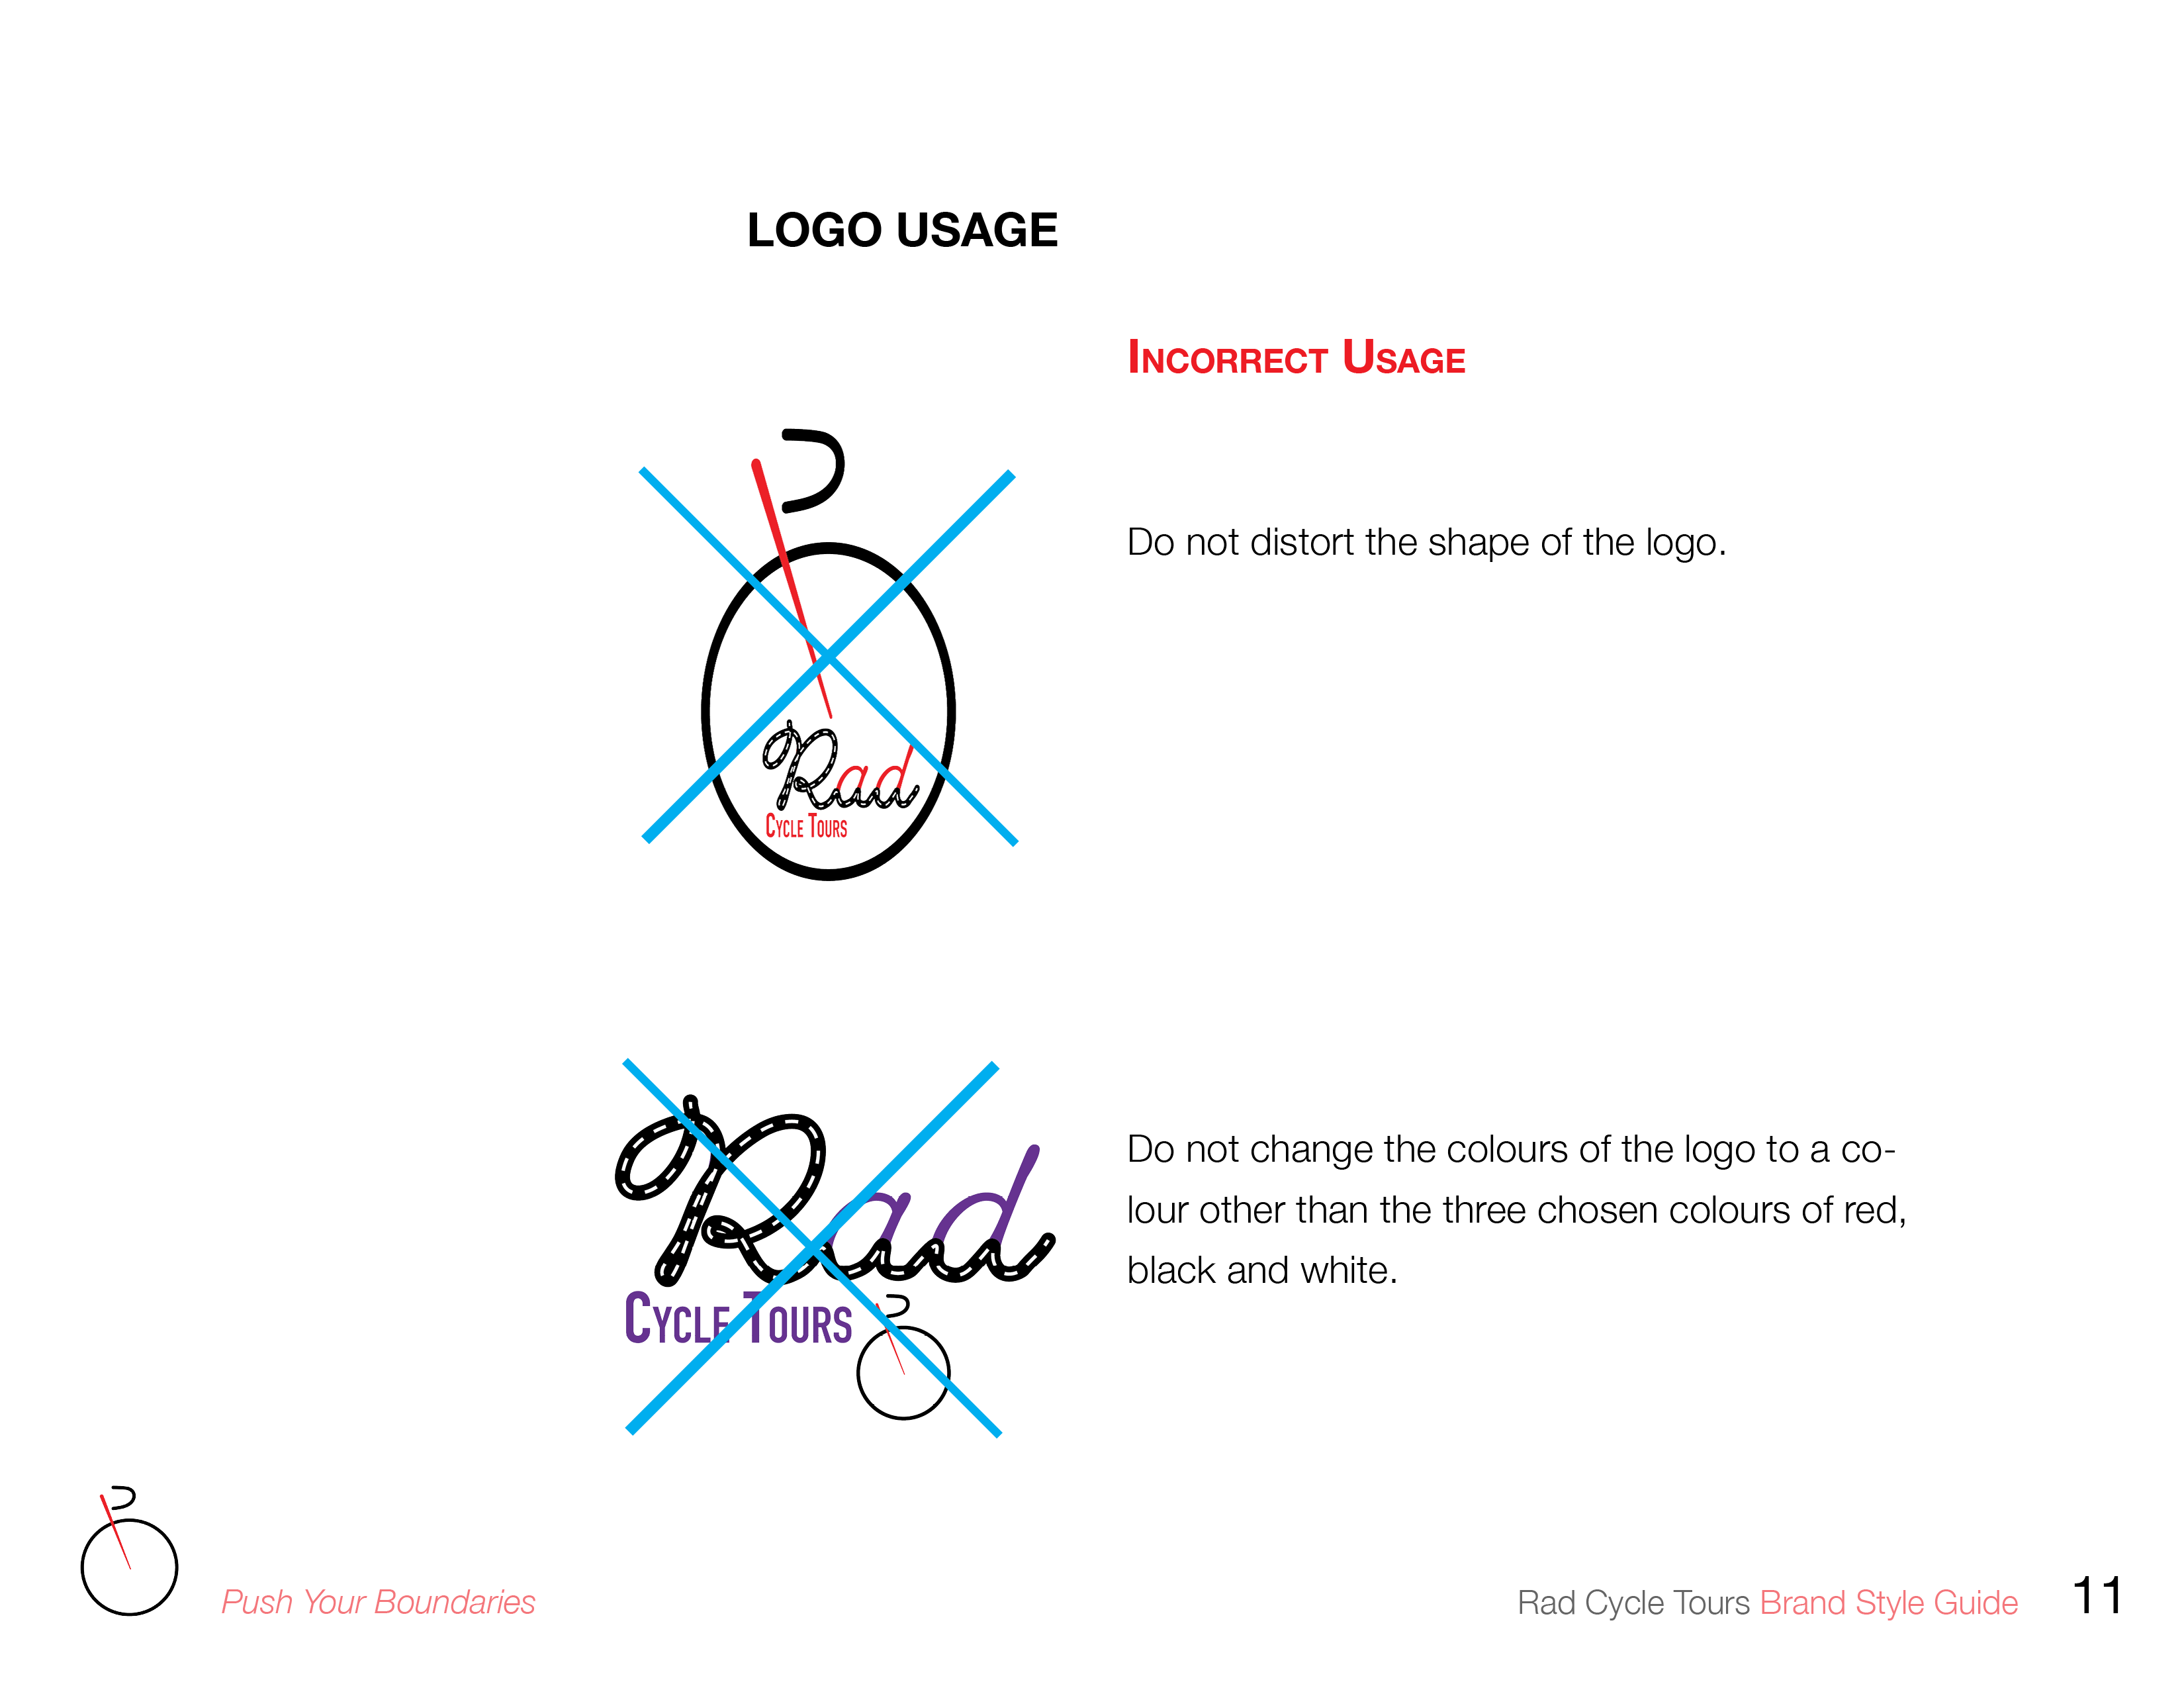 LOGO USAGE
Incorrect Usage
Do not distort the shape of the logo.
Rad
Cycle Tours
Do not change the colours of the logo to a co-
lour other than the three chosen colours of red,
black and white.
Rad
Cycle Tours
Push Your Boundaries
Rad Cycle Tours Brand Style Guide 11